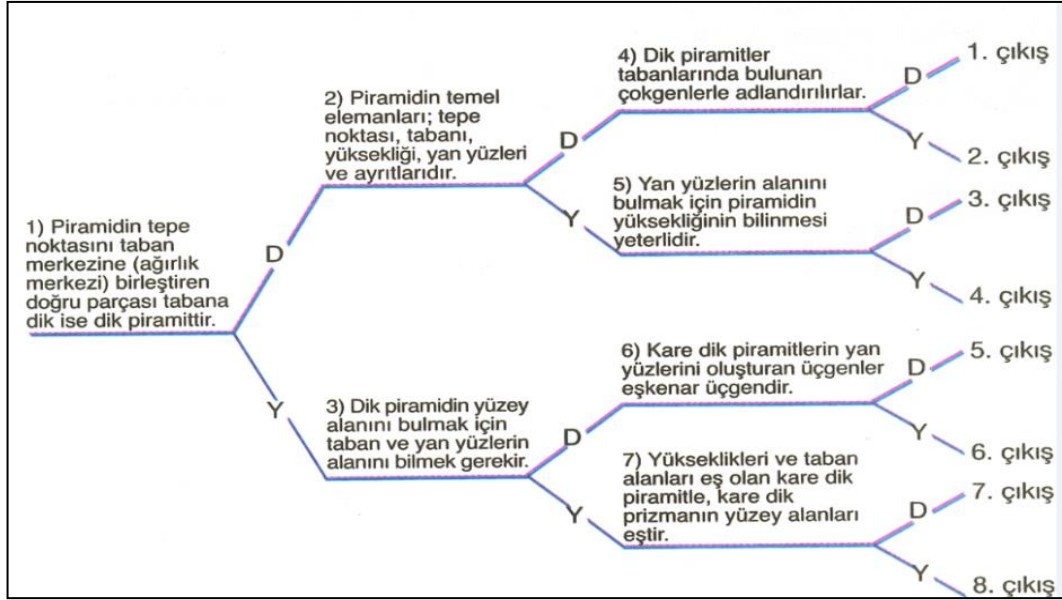 1) Piramidin tepe
noktasını taban
merkezine (ağırlık
merkezi) birleştiren
doğru parçası tabana
dik ise dik piramittir.
D
Y
2) Piramidin temel
elemanları; tepe
noktası, tabanı,
yüksekliği, yan yüzleri
ve ayrıtlarıdır.
D
Y
3) Dik piramidin yüzey
alanını bulmak için
taban ve yan yüzlerin
alanını bilmek gerekir.
D
Y
4) Dik piramitler
tabanlarında bulunan
çokgenlerle adlandırılırlar.
D
Y
1. çıkış
2. çıkış
5) Yan yüzlerin alanını
bulmak için piramidin
yüksekliğinin bilinmesi
yeterlidir.
D
Y
3. çıkış
4. çıkış
6) Kare dik piramitlerin yan
yüzlerini oluşturan üçgenler
eşkenar üçgendir.
D
Y
5. çıkış
6. çıkış
7) Yükseklikleri ve taban
alanları eş olan kare dik
piramitle, kare dik
prizmanın yüzey alanları
eştir.
D
Y
7. çıkış
8. çıkış